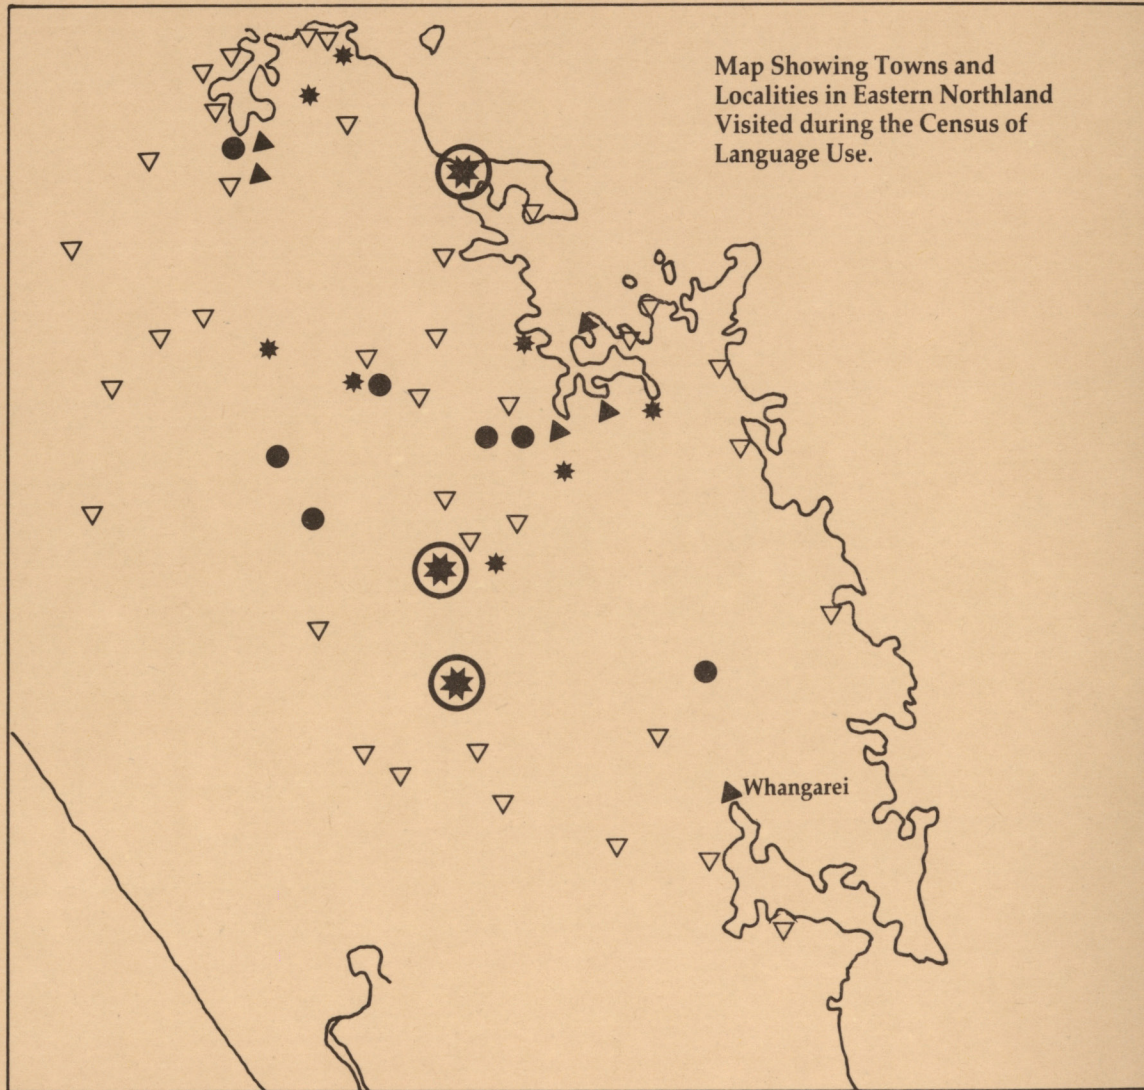 Map Showing Towns and
Localities in Eastern Northland
Visited during the Census of
Language Use.
Whangarei